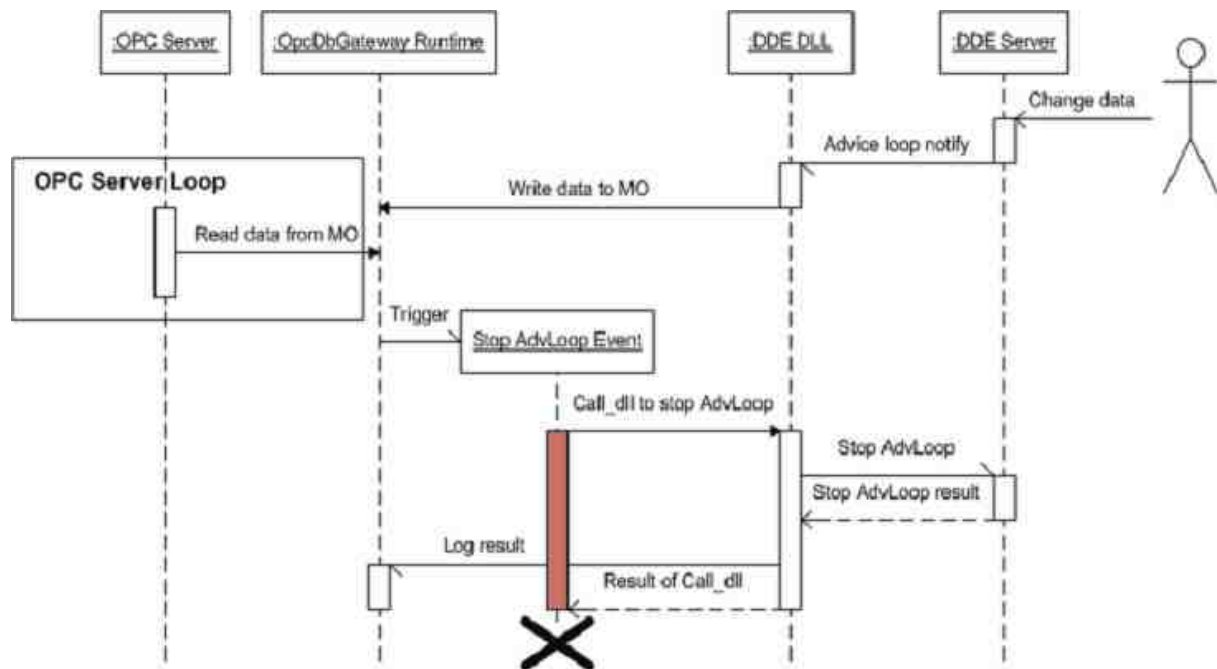 :OPC Server
:OpcDbGateway Runtime
:DDE DLL
:DDE Server
Change data
Advice loop notify
OPC Server Loop
Write data to MO
Read data from MO
Trigger
Stop AdvLoop Event
Call_dll to stop AdvLoop
Stop AdvLoop
Stop AdvLoop result
Log result
Result of Call_dll